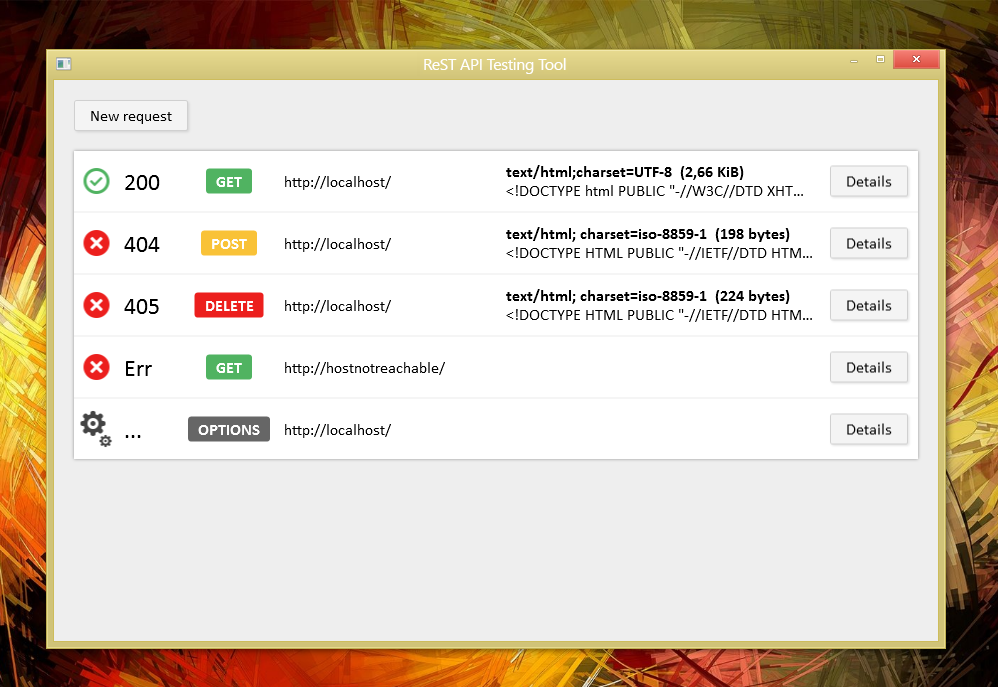 ReST API Testing Tool
New request
200 GET http://localhost/ text/html;charset=UTF-8 (2,66 KiB)
<!DOCTYPE html PUBLIC "-//W3C//DTD XHT...
Details
404 POST http://localhost/ text/html; charset=iso-8859-1 (198 bytes)
<!DOCTYPE HTML PUBLIC "-//IETF//DTD HTM...
Details
405 DELETE http://localhost/ text/html; charset=iso-8859-1 (224 bytes)
<!DOCTYPE HTML PUBLIC "-//IETF//DTD HTM...
Details
Err GET http://hostnotreachable/ Details
... OPTIONS http://localhost/ Details